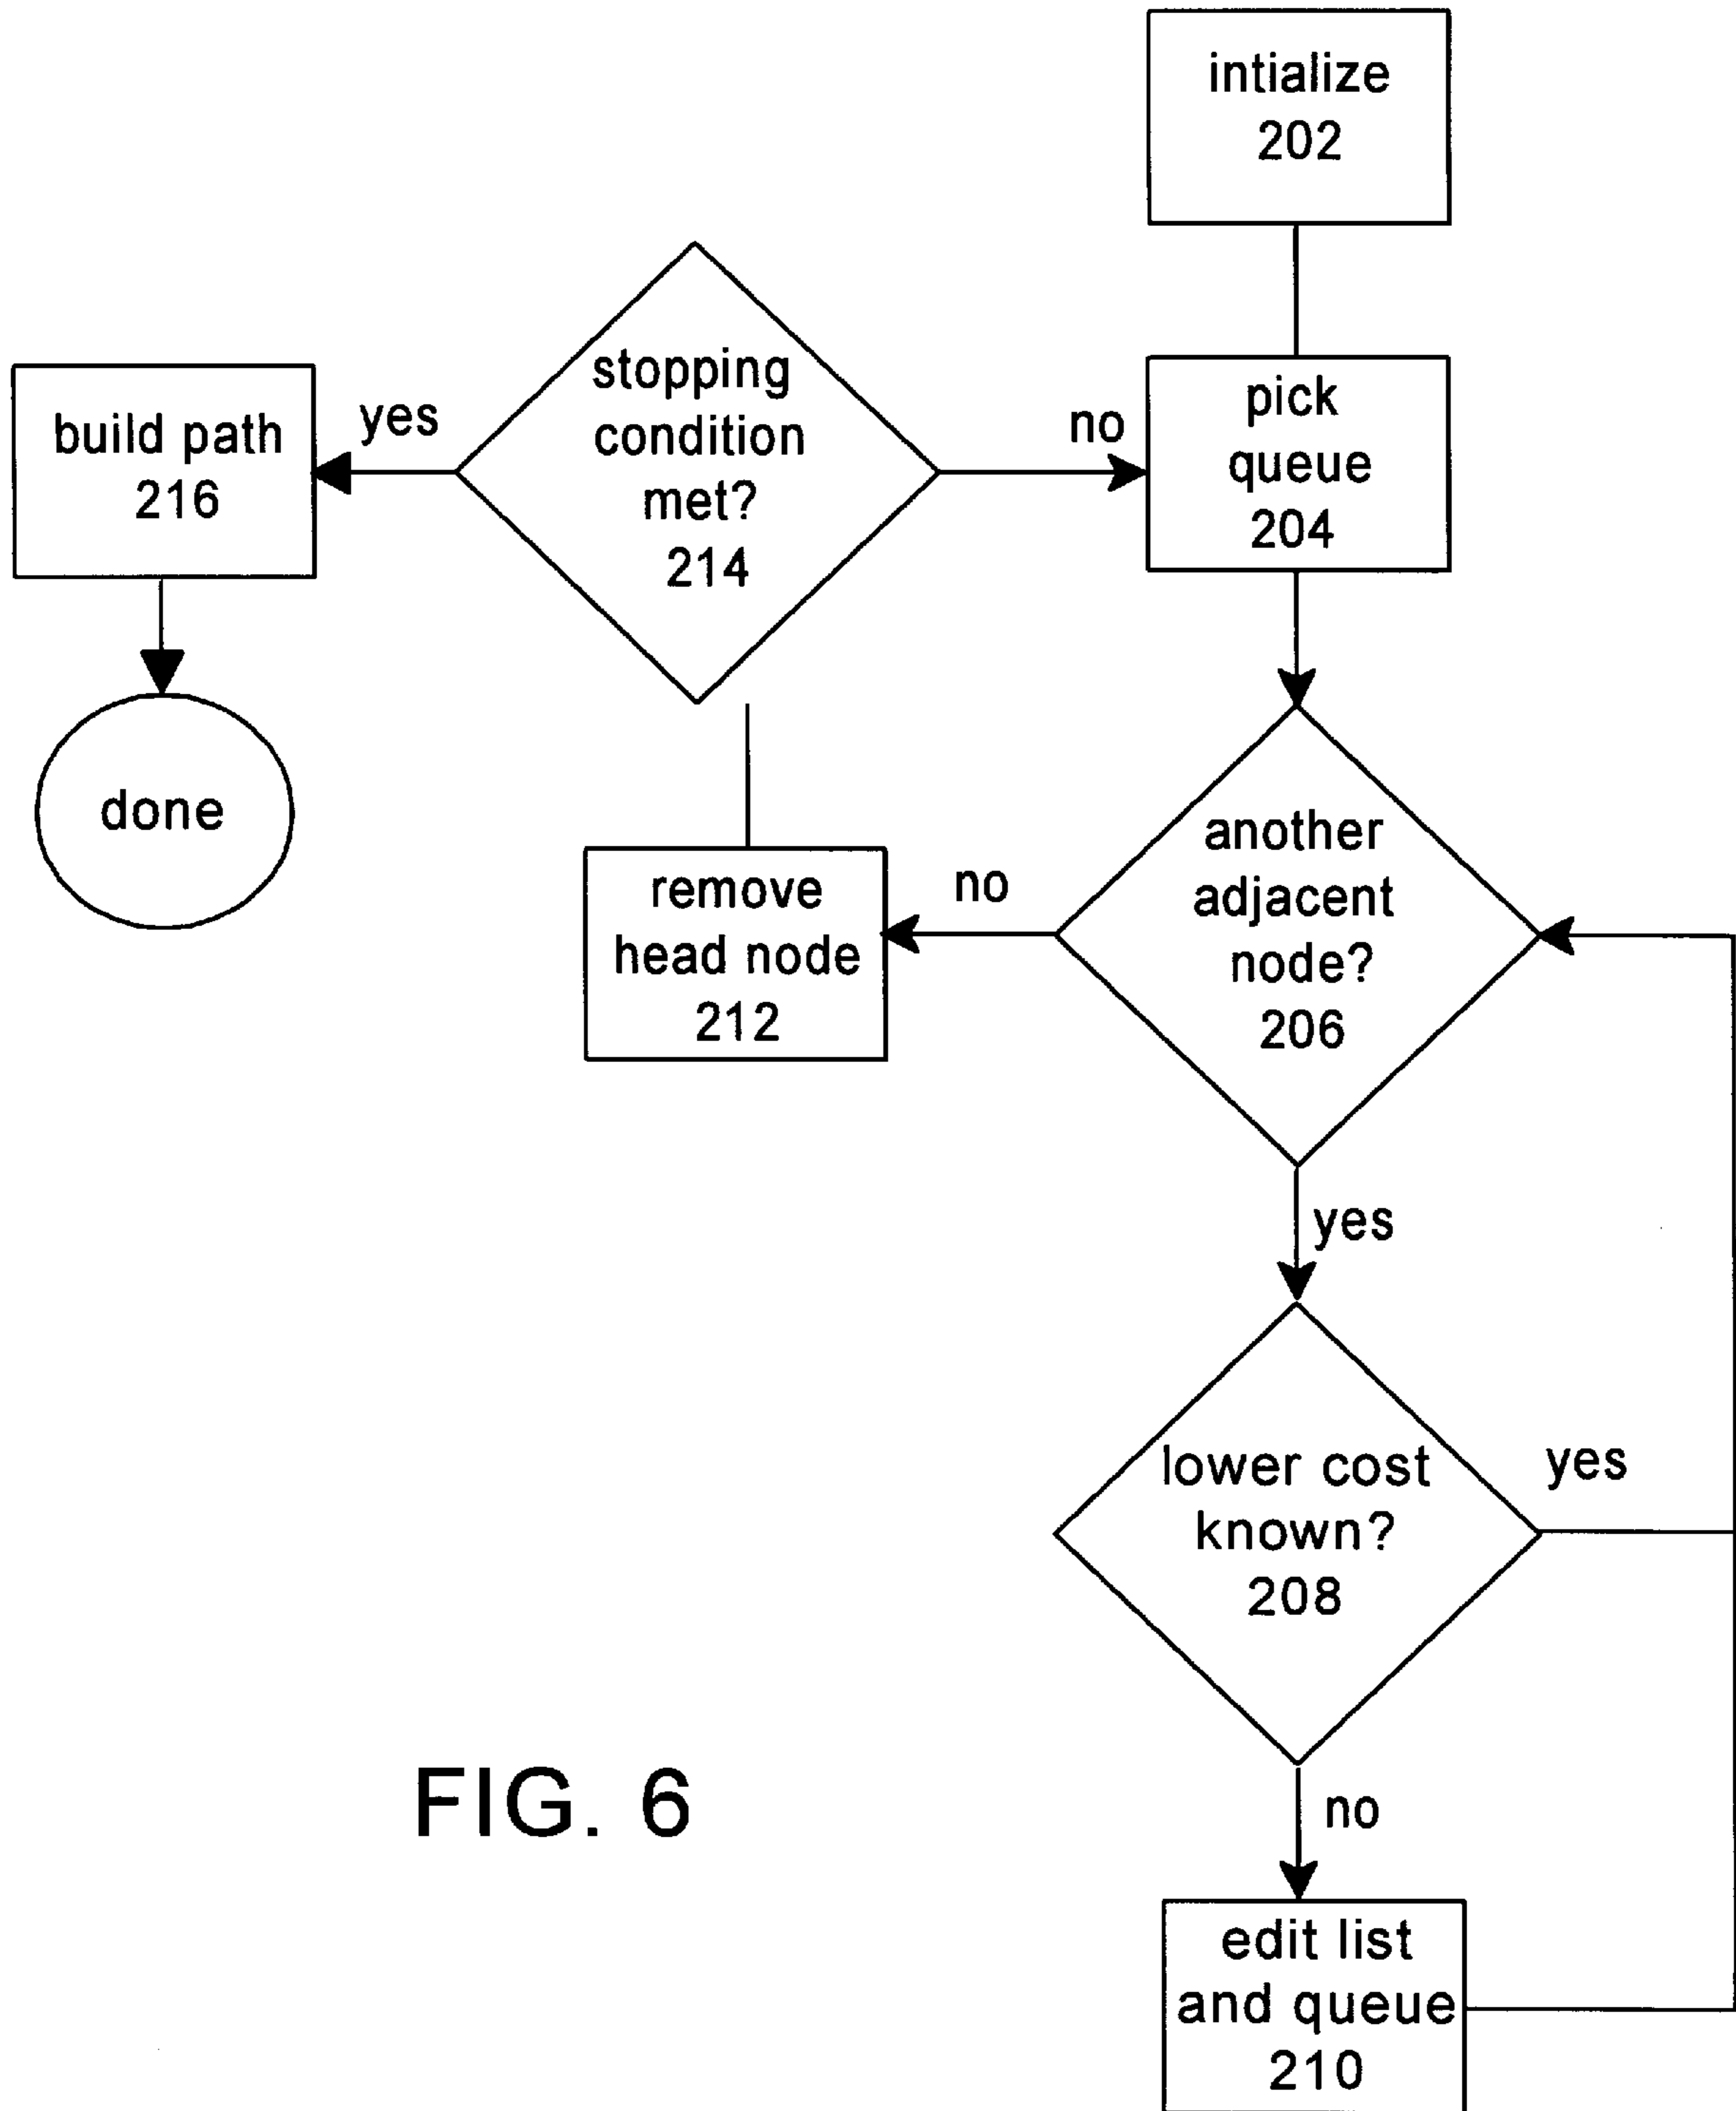 intialize
202
stopping
condition
met?
214
yes
no
build path
216
pick
queue
204
done
another
adjacent
node?
206
no
remove
head node
212
yes
lower cost
known?
208
yes
no
edit list
and queue
210
FIG. 6